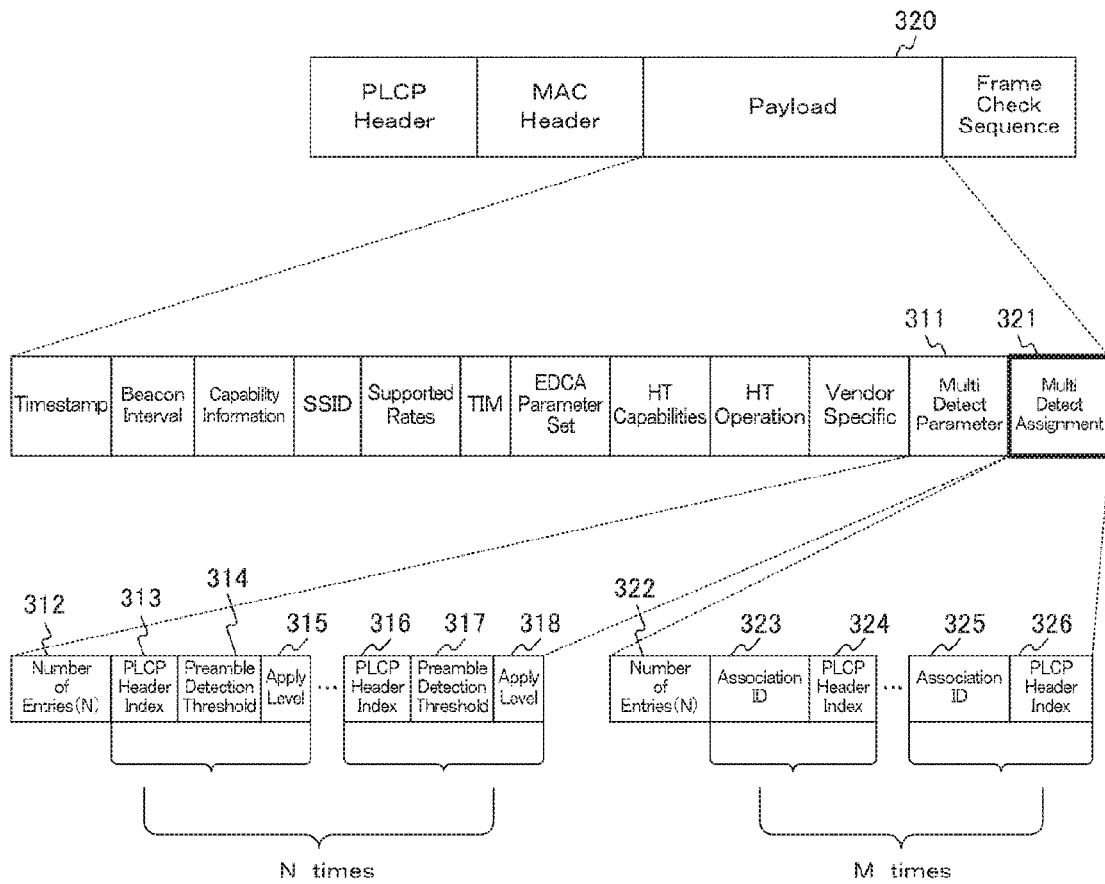 320
PLCP
Header
MAC
Header
Payload
Frame
Check
Sequence
311
321
Timestamp
Beacon
Interval
Capability
Information
SSID
Supported
Rates
TIM
EDCA
Parameter
Set
HT
Capabilities
HT
Operation
Vendor
Specific
Multi
Detect
Parameter
Multi
Detect
Assignment
312
313
314
315
316
317
318
322
323
324
325
326
Number
of
Entries(N)
PLCP
Header
Index
Preamble
Detection
Threshold
Apply
Level
...
PLCP
Header
Index
Preamble
Detection
Threshold
Apply
Level
Number
of
Entries(N)
Association
ID
PLCP
Header
Index
...
Association
ID
PLCP
Header
Index
N times
M times